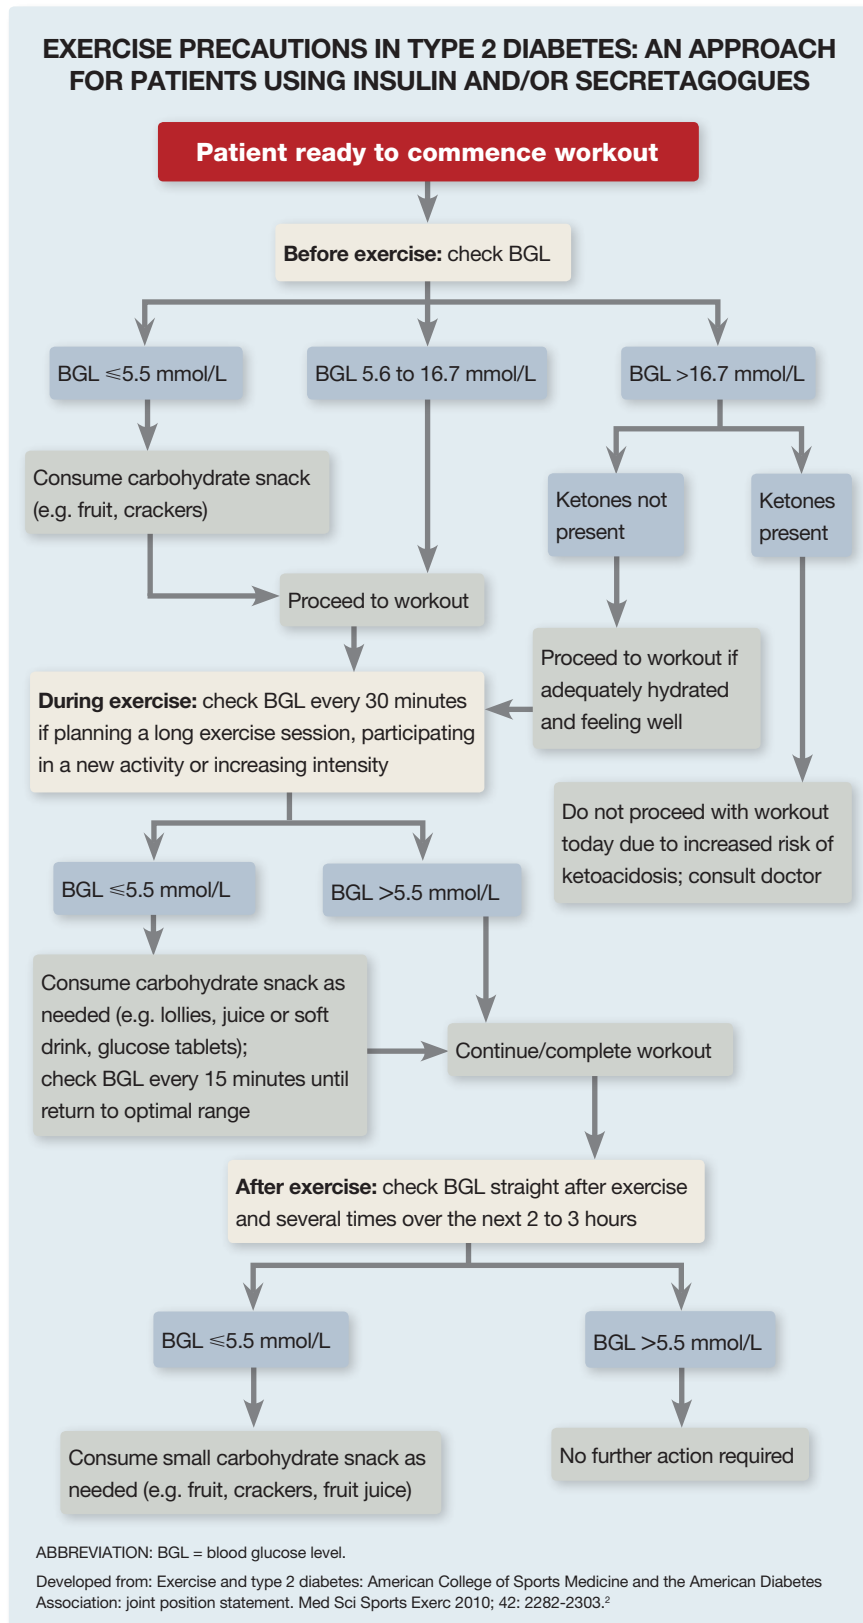 EXERCISE PRECAUTIONS IN TYPE 2 DIABETES: AN APPROACH
FOR PATIENTS USING INSULIN AND/OR SECRETAGOGUES
Patient ready to commence workout
Before exercise: check BGL
BGL ⩽5.5 mmol/L
BGL 5.6 to 16.7 mmol/L
BGL >16.7 mmol/L
Consume carbohydrate snack
(e.g. fruit, crackers)
Ketones not
present
Ketones
present
Proceed to workout
Proceed to workout if
adequately hydrated
and feeling well
During exercise: check BGL every 30 minutes
if planning a long exercise session, participating
in a new activity or increasing intensity
Do not proceed with workout
today due to increased risk of
ketoacidosis; consult doctor
BGL ⩽5.5 mmol/L
BGL >5.5 mmol/L
Consume carbohydrate snack as
needed (e.g. lollies, juice or soft
drink, glucose tablets);
check BGL every 15 minutes until
return to optimal range
Continue/complete workout
After exercise: check BGL straight after exercise
and several times over the next 2 to 3 hours
BGL ⩽5.5 mmol/L
BGL >5.5 mmol/L
Consume small carbohydrate snack as
needed (e.g. fruit, crackers, fruit juice)
No further action required
ABBREVIATION: BGL = blood glucose level.
Developed from: Exercise and type 2 diabetes: American College of Sports Medicine and the American Diabetes
Association: joint position statement. Med Sci Sports Exerc 2010; 42: 2282-2303.²